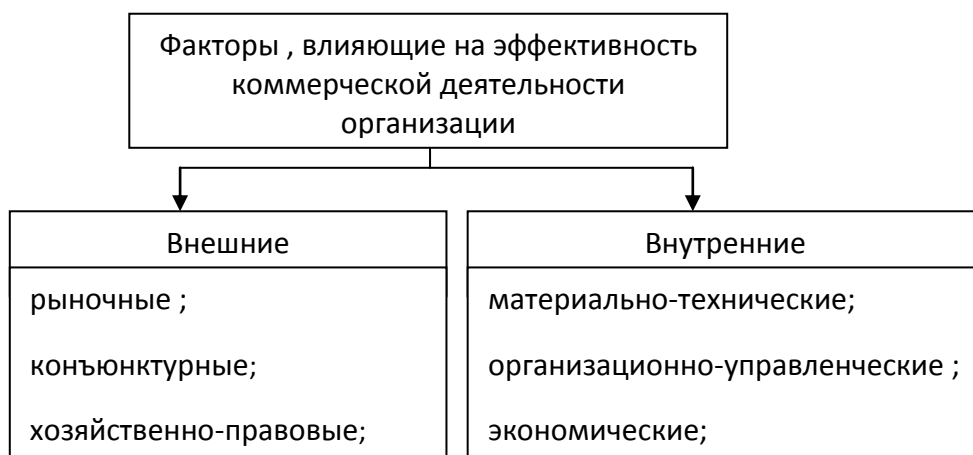 Факторы , влияющие на эффективность
коммерческой деятельности
организации
Внешние
рыночные ;
конъюнктурные;
хозяйственно-правовые;
Внутренние
материально-технические;
организационно-управленческие ;
экономические;